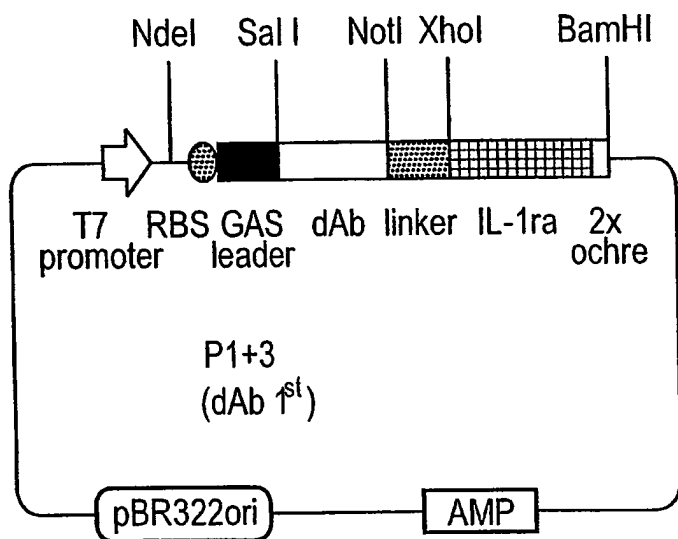 NdeI SalI NotI XhoI BamHI
T7 RBS GAS dAb linker IL-1ra 2x
promoter leader ochre
P1+3
(dAb 1st)
pBR322ori AMP